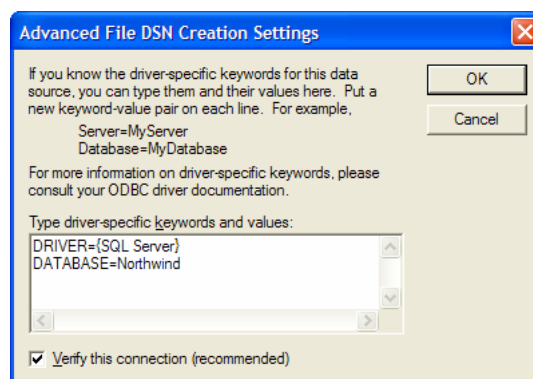 Advanced File DSN Creation Settings
If you know the driver-specific keywords for this data
source, you can type them and their values here. Put a
new keyword-value pair on each line. For example,
Server=MyServer
Database=MyDatabase
For more information on driver-specific keywords, please
consult your ODBC driver documentation.
Type driver-specific keywords and values:
DRIVER={SQL Server}
DATABASE=Northwind
Verify this connection (recommended)
OK
Cancel